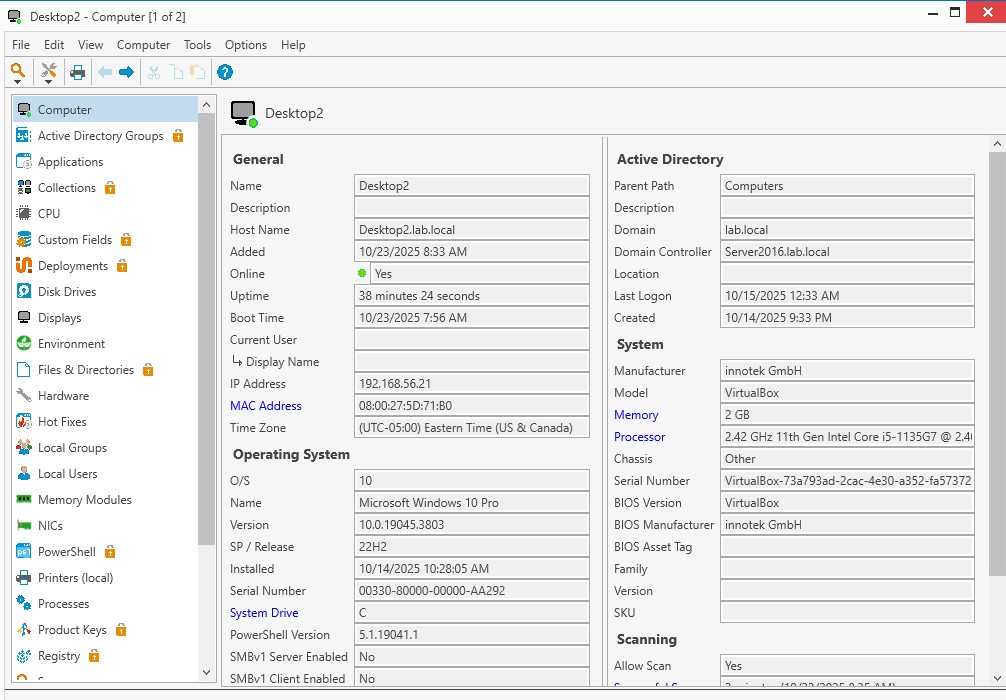 Desktop2 - Computer [1 of 2]
File Edit View Computer Tools Options Help
Computer
Active Directory Groups
Applications
Collections
CPU
Custom Fields
Deployments
Disk Drives
Displays
Environment
Files & Directories
Hardware
Hot Fixes
Local Groups
Local Users
Memory Modules
NICs
PowerShell
Printers (local)
Processes
Product Keys
Registry
Desktop2
General
Name Desktop2
Description
Host Name Desktop2.lab.local
Added 10/23/2025 8:33 AM
Online Yes
Uptime 38 minutes 24 seconds
Boot Time 10/23/2025 7:56 AM
Current User
↳ Display Name
IP Address 192.168.56.21
MAC Address 08:00:27:5D:71:B0
Time Zone (UTC-05:00) Eastern Time (US & Canada)
Operating System
O/S 10
Name Microsoft Windows 10 Pro
Version 10.0.19045.3803
SP / Release 22H2
Installed 10/14/2025 10:28:05 AM
Serial Number 00330-80000-00000-AA292
System Drive C
PowerShell Version 5.1.19041.1
SMBv1 Server Enabled No
SMBv1 Client Enabled No
Active Directory
Parent Path Computers
Description
Domain lab.local
Domain Controller Server2016.lab.local
Location
Last Logon 10/15/2025 12:33 AM
Created 10/14/2025 9:33 PM
System
Manufacturer innotek GmbH
Model VirtualBox
Memory 2 GB
Processor 2.42 GHz 11th Gen Intel Core i5-1135G7 @ 2.4
Chassis Other
Serial Number VirtualBox-73a793ad-2cac-4e30-a352-fa57372
BIOS Version VirtualBox
BIOS Manufacturer innotek GmbH
BIOS Asset Tag
Family
Version
SKU
Scanning
Allow Scan Yes